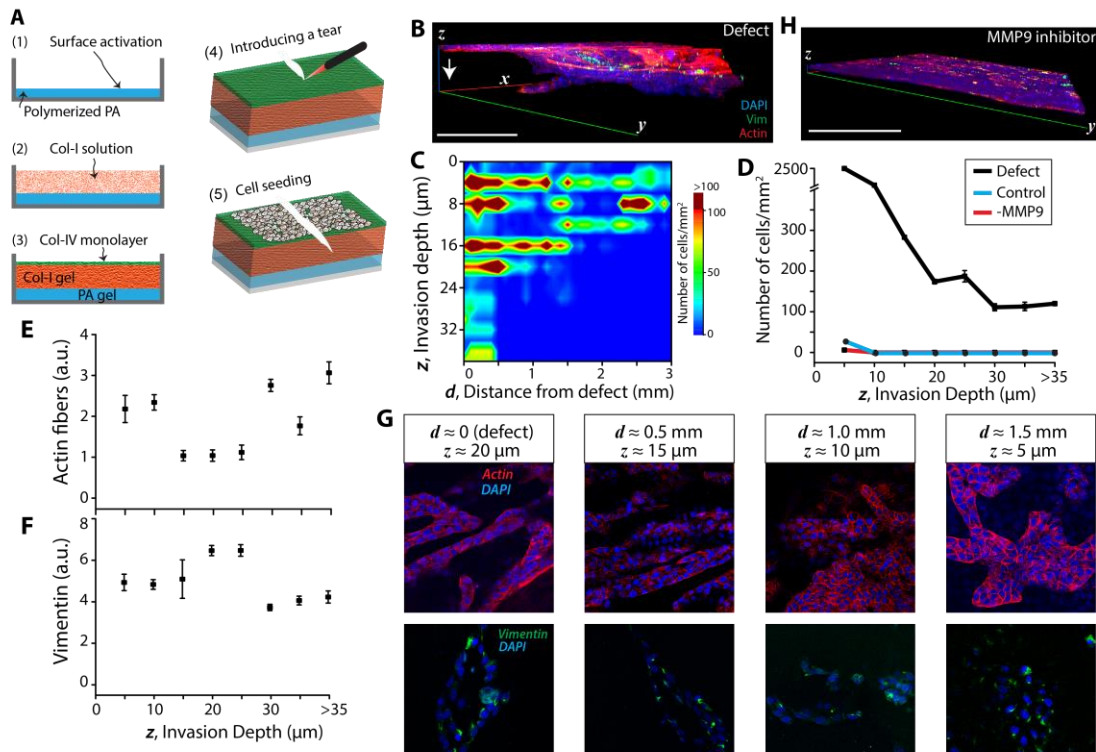 A
(1) Surface activation
Polymerized PA
(2) Col-I solution
(3) Col-IV monolayer
Col-I gel
PA gel
(4) Introducing a tear
(5) Cell seeding
B
Defect
z
x
y
DAPI
Vim
Actin
H
MMP9 inhibitor
z
y
C
z, Invasion depth (μm)
0
8
16
24
32
0 1 2 3
d, Distance from defect (mm)
>100
100
50
0
Number of cells/mm²
D
Number of cells/mm²
2500
300
200
100
0
Defect
Control
-MMP9
0 10 20 30 >35
z, Invasion Depth (μm)
E
Actin fibers (a.u.)
4
3
2
1
0
F
Vimentin (a.u.)
8
6
4
2
0
0 10 20 30 >35
z, Invasion Depth (μm)
G
d ≈ 0 (defect)
z ≈ 20 μm
d ≈ 0.5 mm
z ≈ 15 μm
d ≈ 1.0 mm
z ≈ 10 μm
d ≈ 1.5 mm
z ≈ 5 μm
Actin
DAPI
Vimentin
DAPI